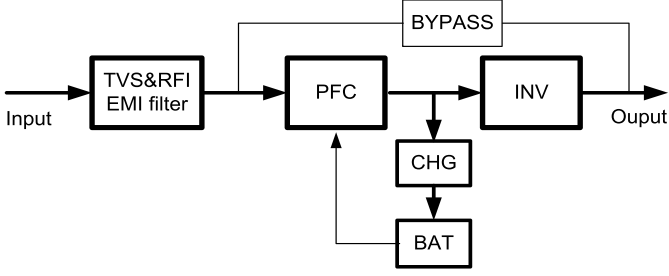 BYPASS
TVS&RFI
EMI filter
PFC
INV
Input
Ouput
CHG
BAT